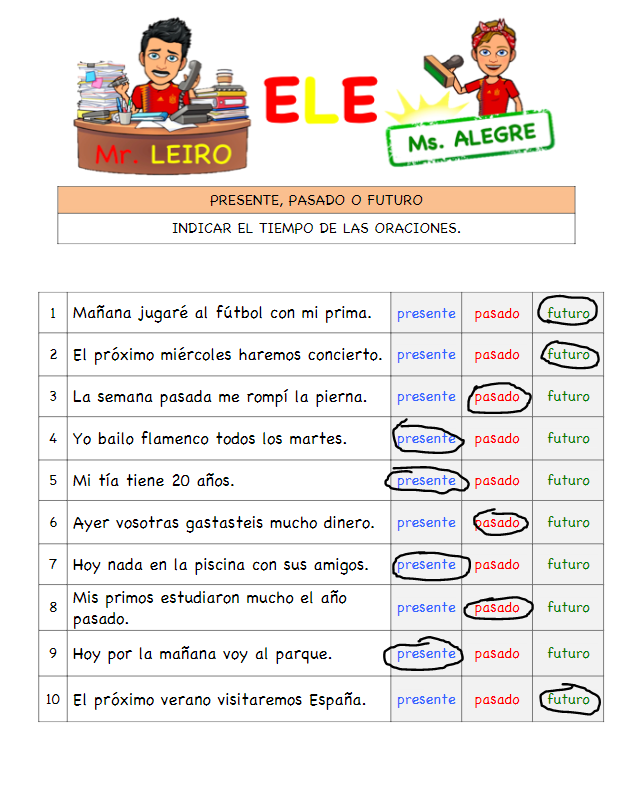 Mr. LEIRO
ELE
Ms. ALEGRE
PRESENTE, PASADO O FUTURO
INDICAR EL TIEMPO DE LAS ORACIONES.
1 Mañana jugaré al fútbol con mi prima. presente pasado futuro
2 El próximo miércoles haremos concierto. presente pasado futuro
3 La semana pasada me rompí la pierna. presente pasado futuro
4 Yo bailo flamenco todos los martes. presente pasado futuro
5 Mi tía tiene 20 años. presente pasado futuro
6 Ayer vosotras gastasteis mucho dinero. presente pasado futuro
7 Hoy nada en la piscina con sus amigos. presente pasado futuro
8 Mis primos estudiaron mucho el año
pasado. presente pasado futuro
9 Hoy por la mañana voy al parque. presente pasado futuro
10 El próximo verano visitaremos España. presente pasado futuro